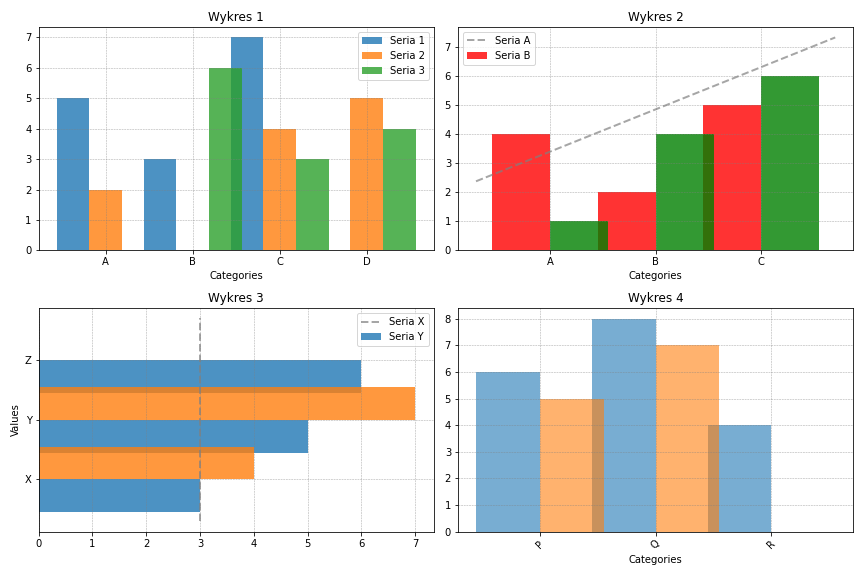 Wykres 1
7
6
5
4
3
2
1
0
Seria 1
Seria 2
Seria 3
A B C D
Categories
Wykres 2
7
6
5
4
3
2
1
0
Seria A
Seria B
A B C
Categories
Wykres 3
Values
Z
Y
X
Seria X
Seria Y
0 1 2 3 4 5 6 7
Wykres 4
8
7
6
5
4
3
2
1
0
P Q R
Categories